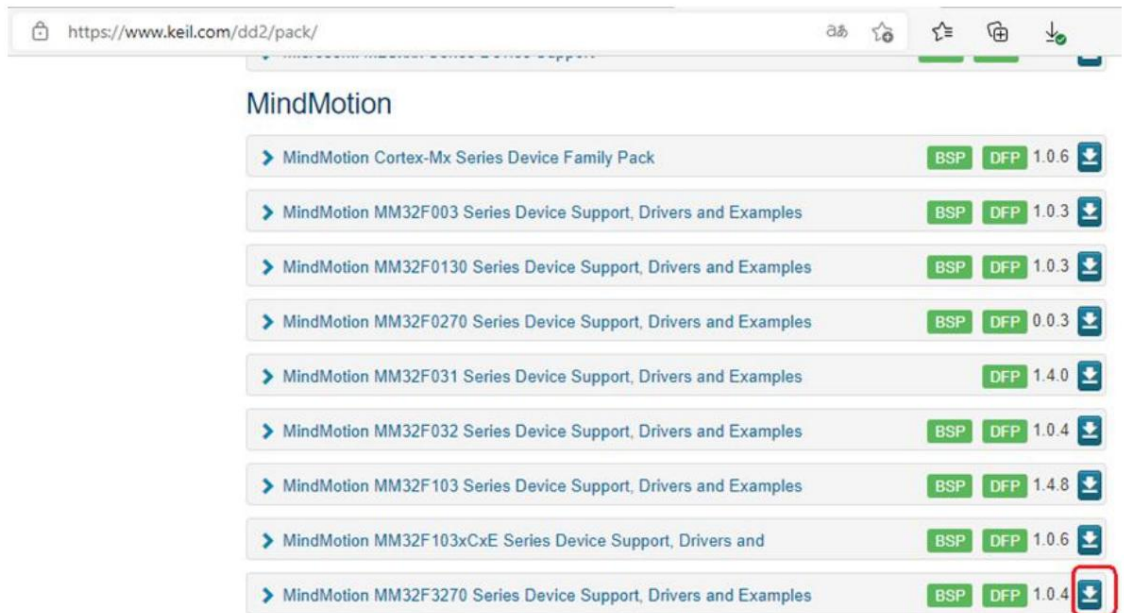 https://www.keil.com/dd2/pack/ aあ
MindMotion
MindMotion Cortex-Mx Series Device Family Pack BSP DFP 1.0.6
MindMotion MM32F003 Series Device Support, Drivers and Examples BSP DFP 1.0.3
MindMotion MM32F0130 Series Device Support, Drivers and Examples BSP DFP 1.0.3
MindMotion MM32F0270 Series Device Support, Drivers and Examples BSP DFP 0.0.3
MindMotion MM32F031 Series Device Support, Drivers and Examples DFP 1.4.0
MindMotion MM32F032 Series Device Support, Drivers and Examples BSP DFP 1.0.4
MindMotion MM32F103 Series Device Support, Drivers and Examples BSP DFP 1.4.8
MindMotion MM32F103xCxE Series Device Support, Drivers and BSP DFP 1.0.6
MindMotion MM32F3270 Series Device Support, Drivers and Examples BSP DFP 1.0.4